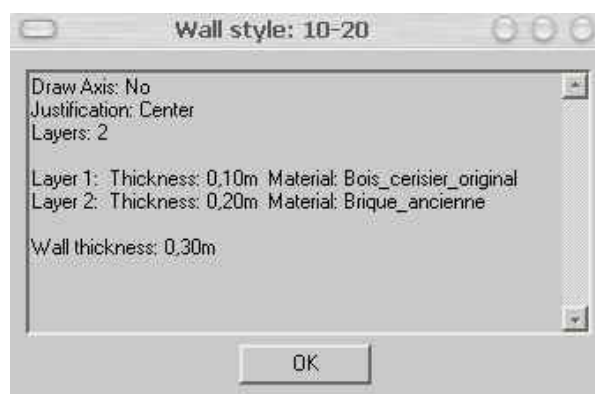 Wall style: 10-20
Draw Axis: No
Justification: Center
Layers: 2
Layer 1: Thickness: 0,10m Material: Bois_cerisier_original
Layer 2: Thickness: 0,20m Material: Brique_ancienne
Wall thickness: 0,30m
OK